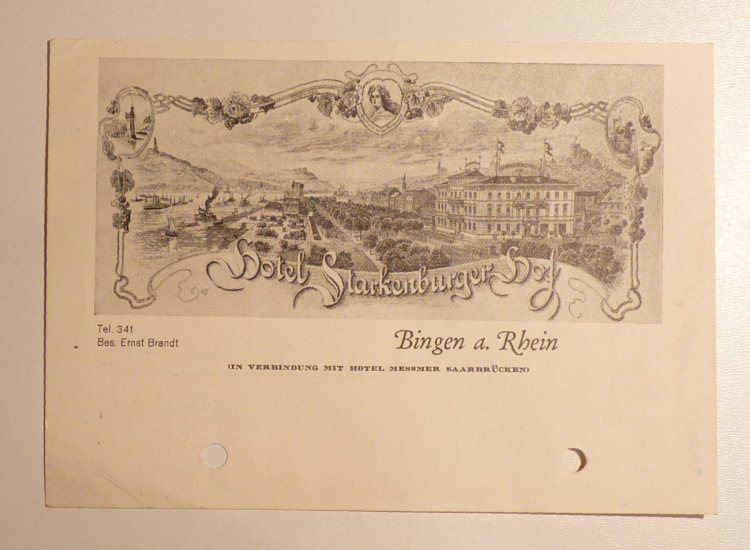 Hotel Starkenburger Hof
Tel. 341
Bes. Ernst Brandt
Bingen a. Rhein
(IN VERBINDUNG MIT HOTEL MESSMER SAARBRÜCKEN)